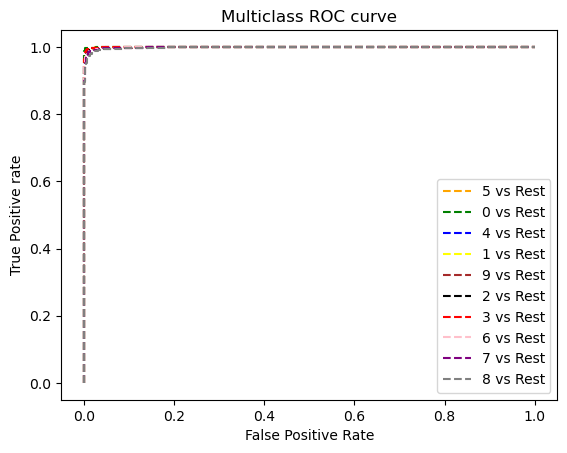 Multiclass ROC curve
True Positive rate
1.0
0.8
0.6
0.4
0.2
0.0
5 vs Rest
0 vs Rest
4 vs Rest
1 vs Rest
9 vs Rest
2 vs Rest
3 vs Rest
6 vs Rest
7 vs Rest
8 vs Rest
0.0 0.2 0.4 0.6 0.8 1.0
False Positive Rate